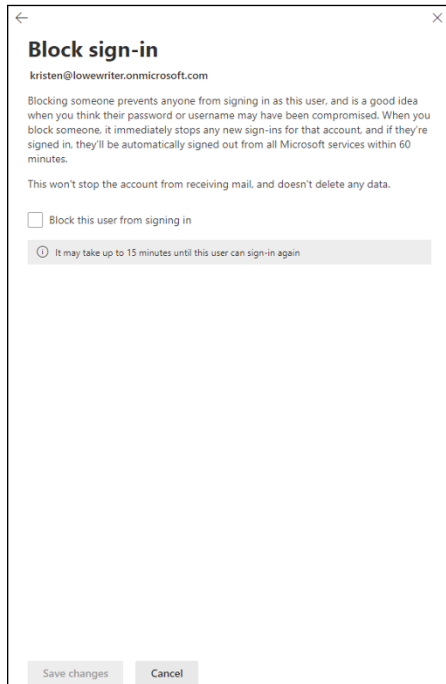 Block sign-in
kristen@lowewriter.onmicrosoft.com
Blocking someone prevents anyone from signing in as this user, and is a good idea
when you think their password or username may have been compromised. When you
block someone, it immediately stops any new sign-ins for that account, and if they're
signed in, they'll be automatically signed out from all Microsoft services within 60
minutes.
This won't stop the account from receiving mail, and doesn't delete any data.
Block this user from signing in
It may take up to 15 minutes until this user can sign-in again
Save changes Cancel